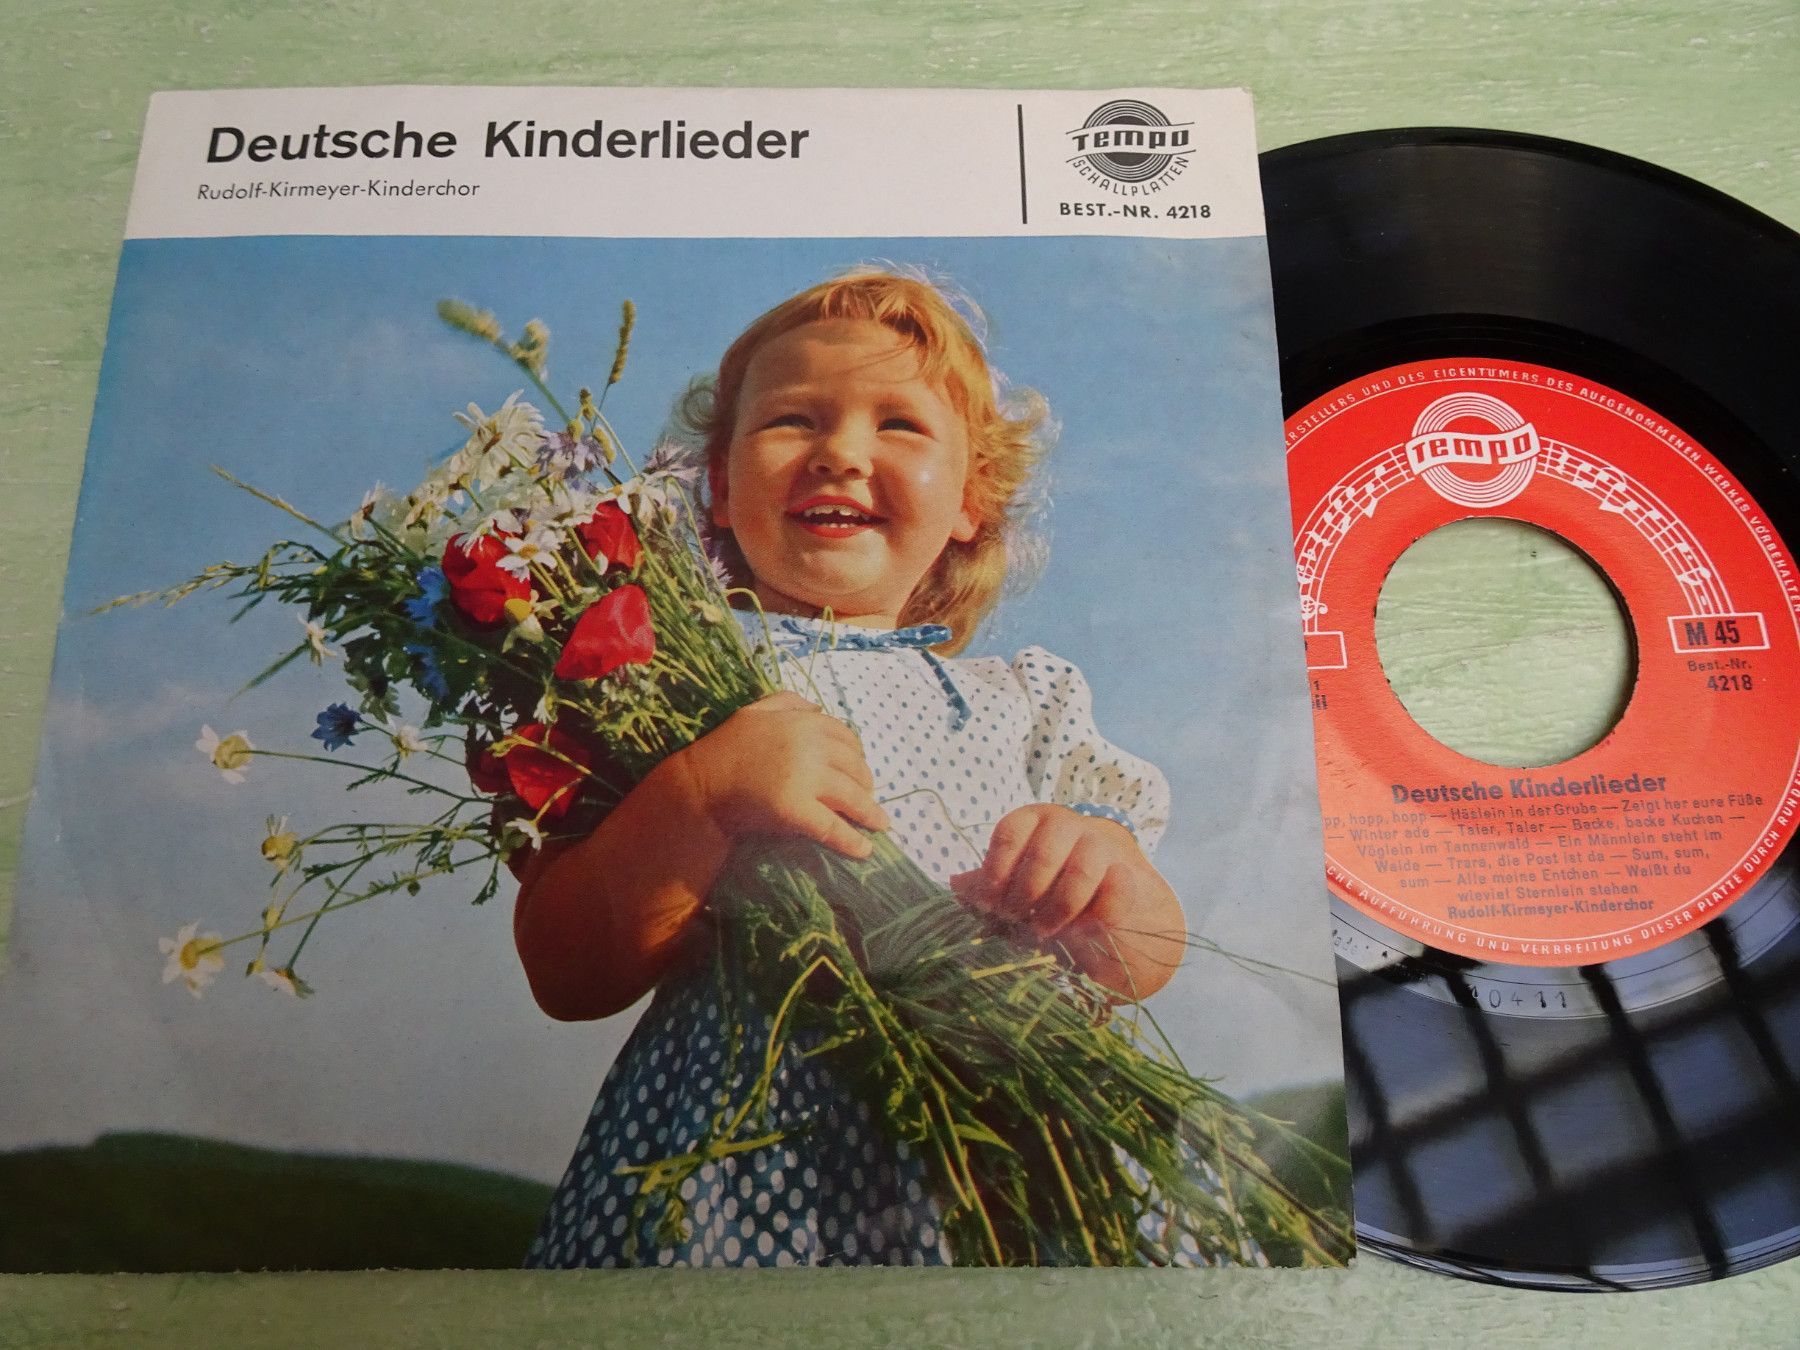 Deutsche Kinderlieder
Rudolf-Kirmeyer-Kinderchor
TEMPO
SCHALLPLATTEN
BEST.-NR. 4218
UND DES EIGENTÜMERS DES AUFGENOMMENEN WERKES VORBEHALTEN
TEMPO
M 45
Best.-Nr.
4218
Deutsche Kinderlieder
hopp, hopp — Häslein in der Grube — Zeigt her eure Füße
— Winter ade — Taler, Taler — Backe, backe Kuchen —
Vöglein im Tannenwald — Ein Männlein steht im
Walde — Trara, die Post ist da — Sum, sum,
sum — Alle meine Entchen — Weißt du
wieviel Sternlein stehen
Rudolf-Kirmeyer-Kinderchor
AUFFÜHRUNG UND VERBREITUNG DIESER PLATTE DURCH
10411